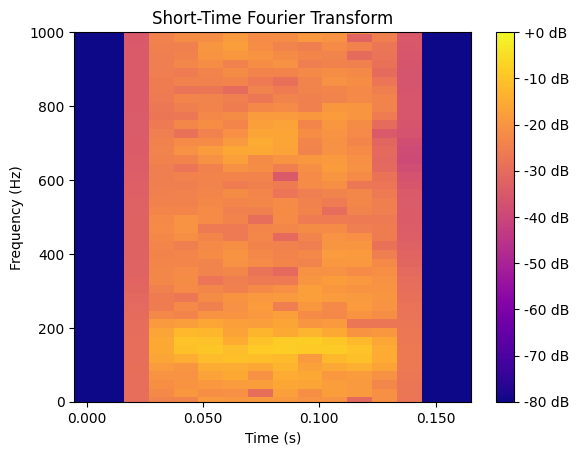 Short-Time Fourier Transform
1000
800
600
400
200
0
Frequency (Hz)
0.000
0.050
0.100
0.150
Time (s)
+0 dB
-10 dB
-20 dB
-30 dB
-40 dB
-50 dB
-60 dB
-70 dB
-80 dB